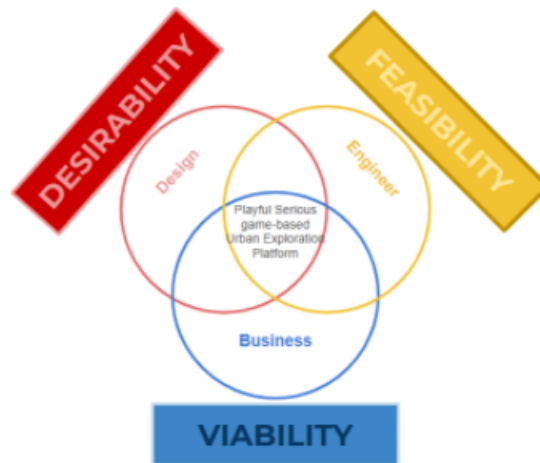 DESIRABILITY
FEASIBILITY
Design
Engineer
Playful Serious
game-based
Urban Exploration
Platform
Business
VIABILITY